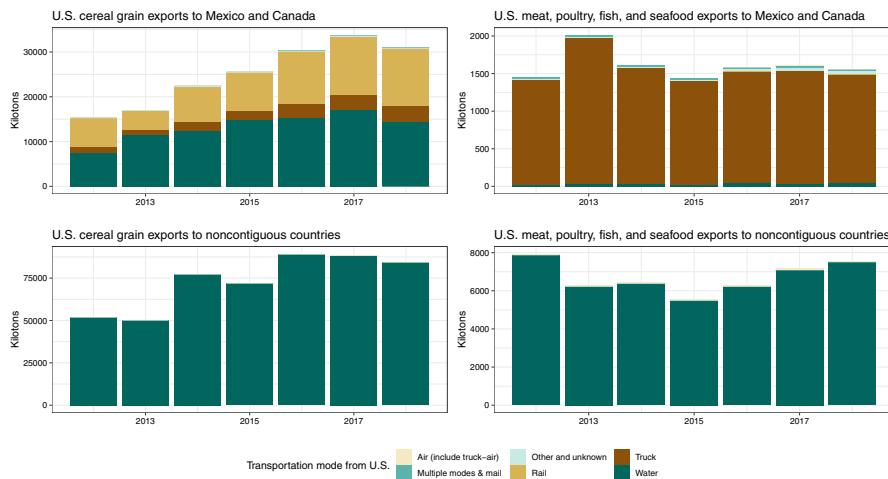 U.S. cereal grain exports to Mexico and Canada
Kilotons
30000
20000
10000
0
2013
2015
2017
U.S. meat, poultry, fish, and seafood exports to Mexico and Canada
Kilotons
2000
1500
1000
500
0
2013
2015
2017
U.S. cereal grain exports to noncontiguous countries
Kilotons
75000
50000
25000
0
2013
2015
2017
U.S. meat, poultry, fish, and seafood exports to noncontiguous countries
Kilotons
8000
6000
4000
2000
0
2013
2015
2017
Transportation mode from U.S.
Air (include truck−air)
Multiple modes & mail
Other and unknown
Rail
Truck
Water